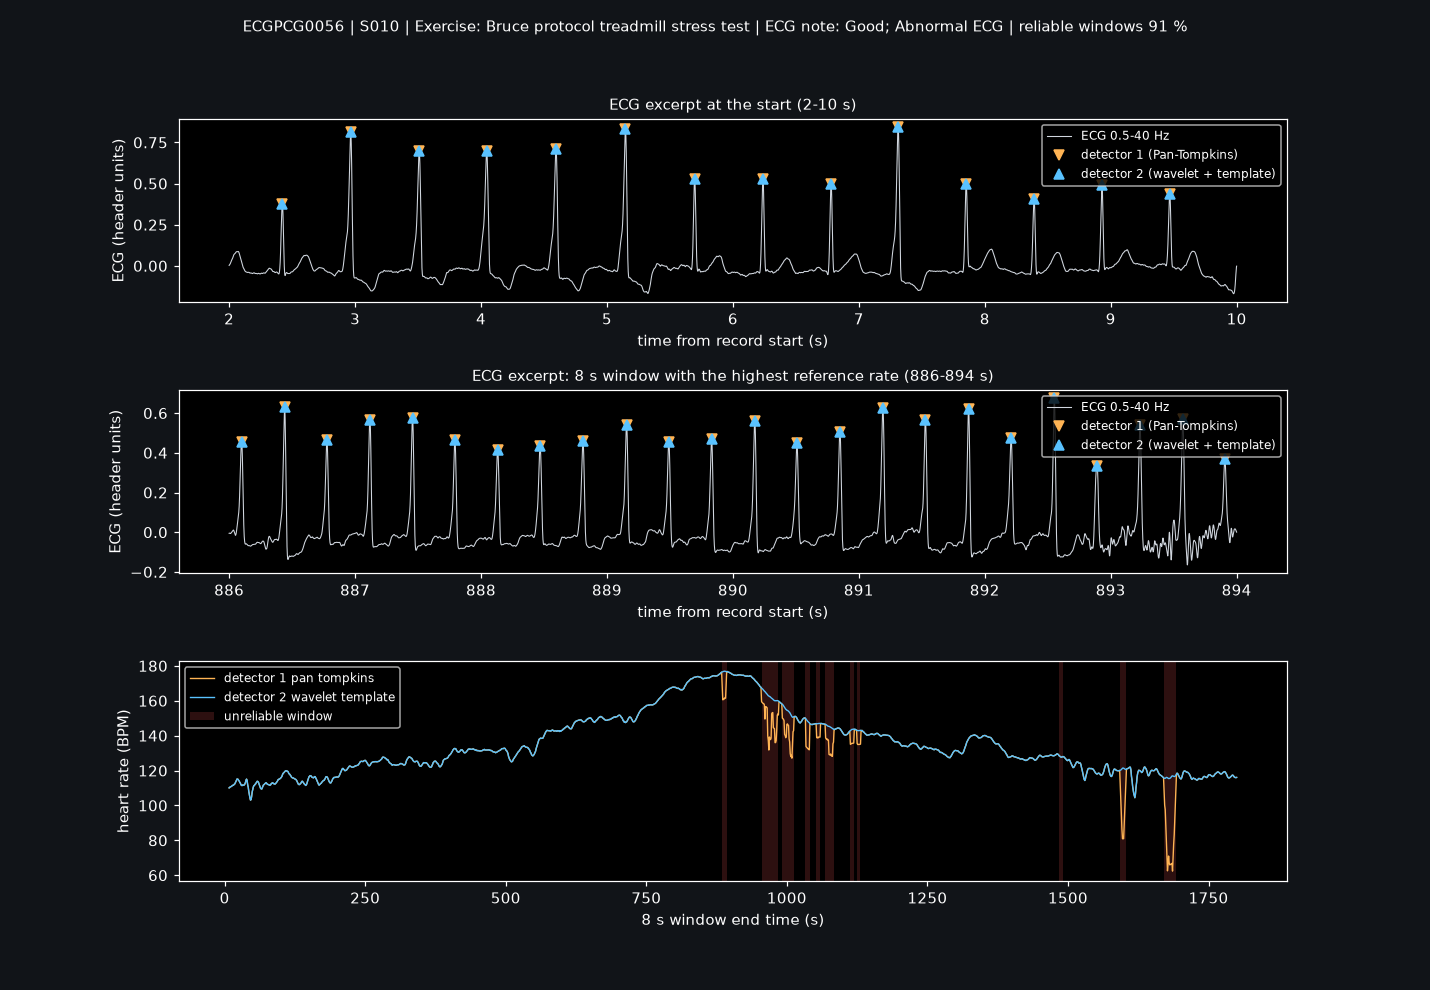 ECGPCG0056 | S010 | Exercise: Bruce protocol treadmill stress test | ECG note: Good; Abnormal ECG | reliable windows 91 %
ECG excerpt at the start (2-10 s)
ECG (header units)
0.75
0.50
0.25
0.00
ECG 0.5-40 Hz
detector 1 (Pan-Tompkins)
detector 2 (wavelet + template)
2 3 4 5 6 7 8 9 10
time from record start (s)
ECG excerpt: 8 s window with the highest reference rate (886-894 s)
ECG (header units)
0.6
0.4
0.2
0.0
−0.2
ECG 0.5-40 Hz
detector 1 (Pan-Tompkins)
detector 2 (wavelet + template)
886 887 888 889 890 891 892 893 894
time from record start (s)
heart rate (BPM)
180
160
140
120
100
80
60
detector 1 pan tompkins
detector 2 wavelet template
unreliable window
0 250 500 750 1000 1250 1500 1750
8 s window end time (s)